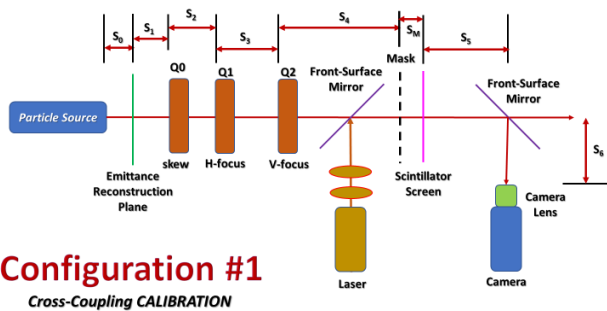 S0
S1
S2
S3
S4
SM
S5
S6
Q0
Q1
Q2
Mask
Front-Surface
Mirror
Front-Surface
Mirror
Particle Source
skew
H-focus
V-focus
Emittance
Reconstruction
Plane
Scintillator
Screen
Camera
Lens
Laser
Camera
Configuration #1
Cross-Coupling CALIBRATION